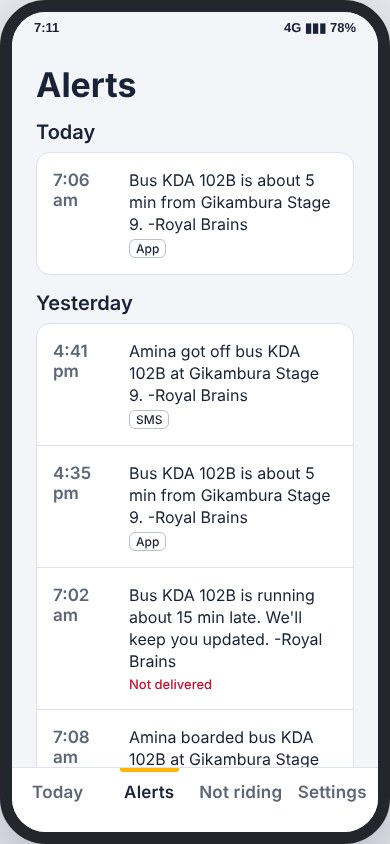 7:11
4G 78%
Alerts
Today
7:06 am
Bus KDA 102B is about 5
min from Gikambura Stage
9. -Royal Brains
App
Yesterday
4:41 pm
Amina got off bus KDA
102B at Gikambura Stage
9. -Royal Brains
SMS
4:35 pm
Bus KDA 102B is about 5
min from Gikambura Stage
9. -Royal Brains
App
7:02 am
Bus KDA 102B is running
about 15 min late. We'll
keep you updated. -Royal
Brains
Not delivered
7:08 am
Amina boarded bus KDA
102B at Gikambura Stage
Today Alerts Not riding Settings